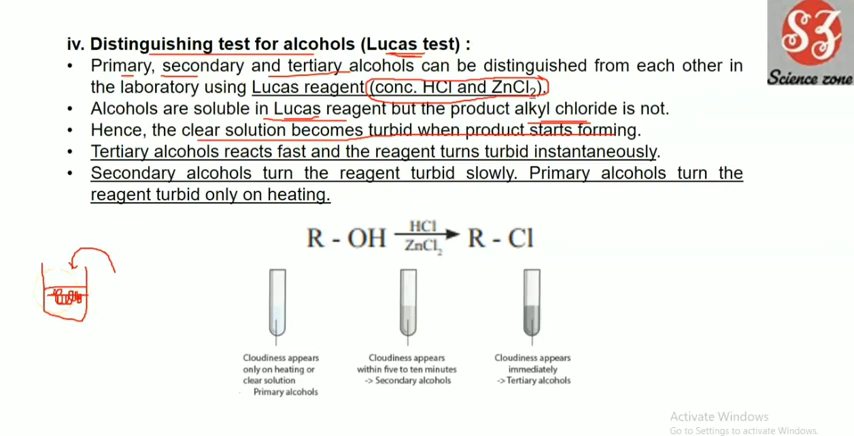 SZ
Science zone
iv. Distinguishing test for alcohols (Lucas test) :
• Primary, secondary and tertiary alcohols can be distinguished from each other in
the laboratory using Lucas reagent (conc. HCl and ZnCl₂).
• Alcohols are soluble in Lucas reagent but the product alkyl chloride is not.
• Hence, the clear solution becomes turbid when product starts forming.
• Tertiary alcohols reacts fast and the reagent turns turbid instantaneously.
• Secondary alcohols turn the reagent turbid slowly. Primary alcohols turn the
reagent turbid only on heating.
HCl
R - OH → R - Cl
ZnCl₂
Cloudiness appears
only on heating or
clear solution
Primary alcohols
Cloudiness appears
within five to ten minutes
-> Secondary alcohols
Cloudiness appears
immediately
-> Tertiary alcohols
Activate Windows
Go to Settings to activate Windows.